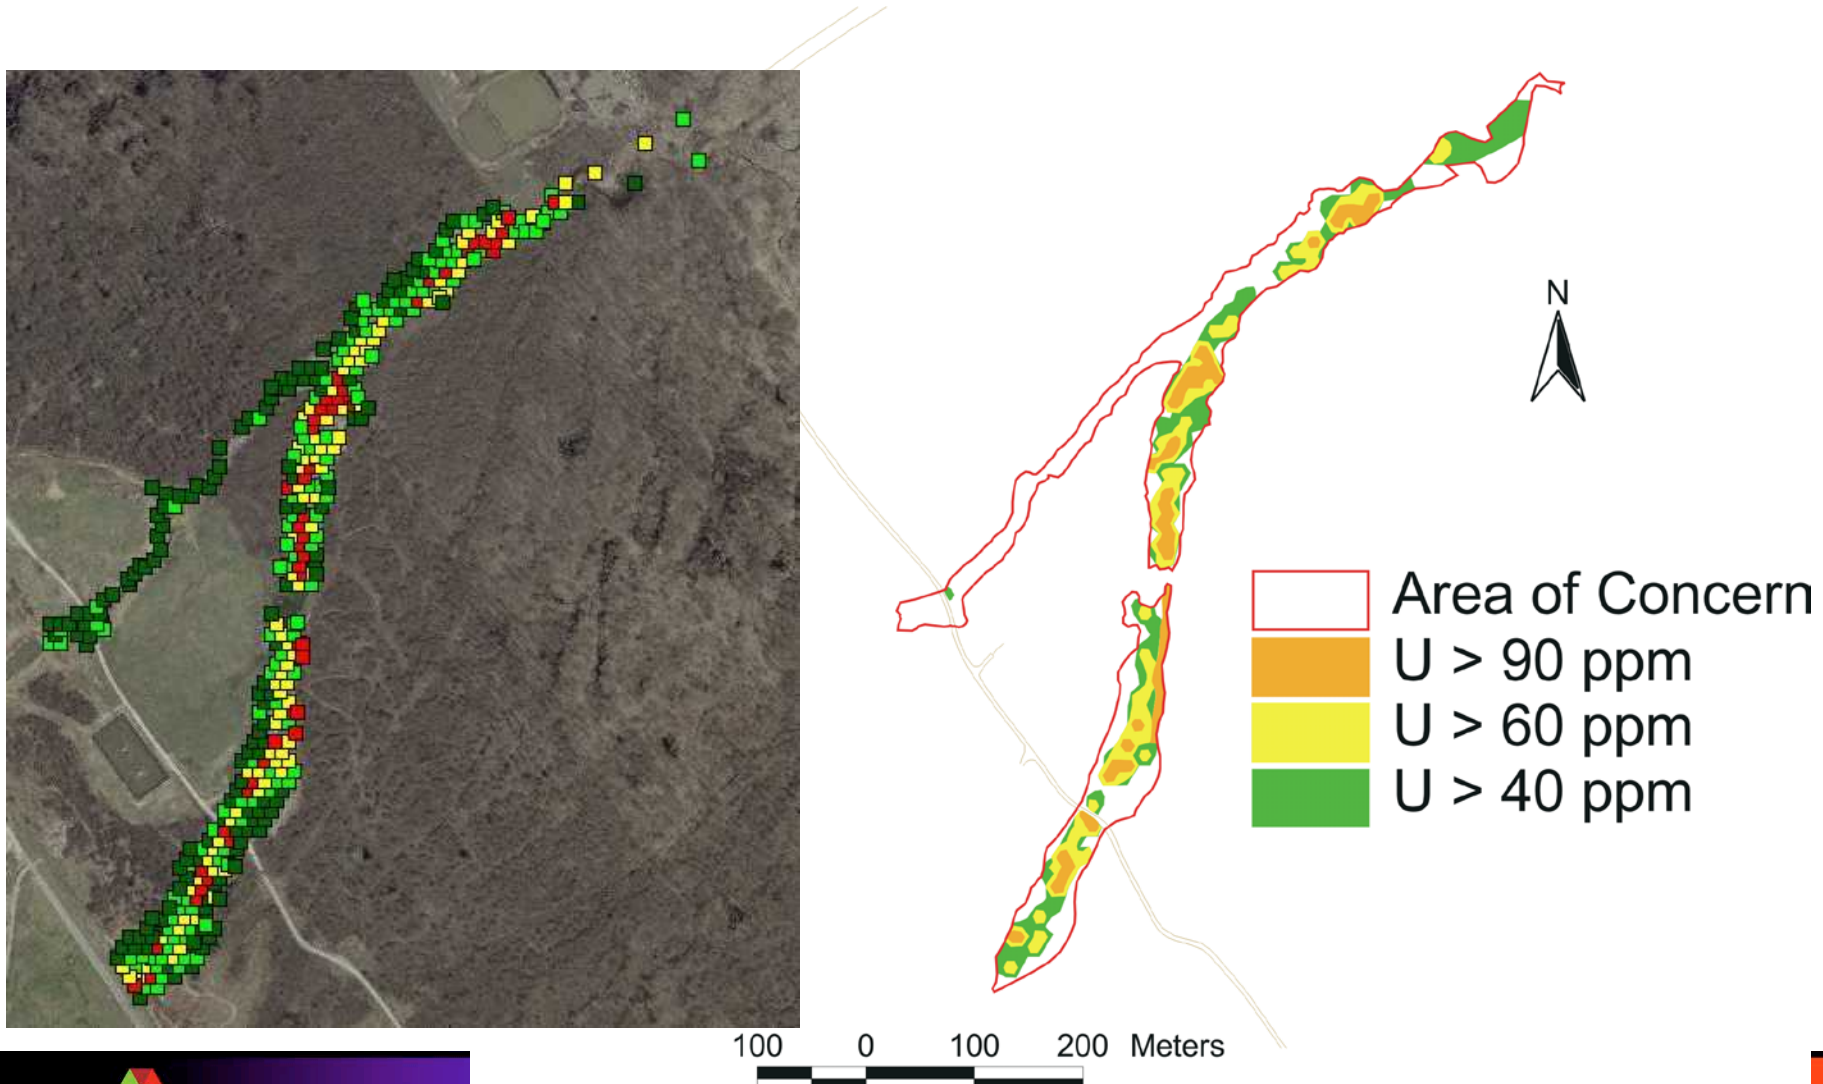 N
Area of Concern
U > 90 ppm
U > 60 ppm
U > 40 ppm
100 0 100 200 Meters